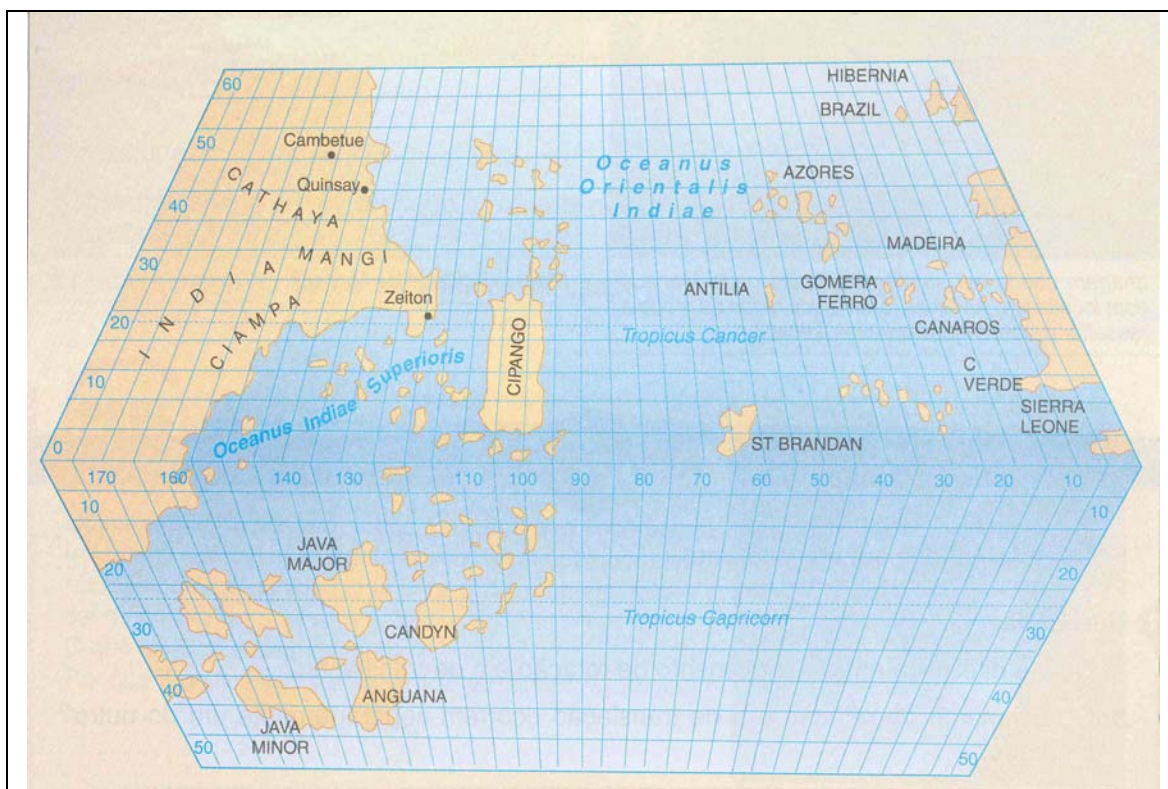 HIBERNIA
60
BRAZIL
50
Cambetue
Oceanus
Orientalis
Indiae
AZORES
Quinsay
CATHAYA
40
MADEIRA
30
MANGI
INDIA
Zeiton
ANTILIA
GOMERA
FERRO
CANAROS
20
CIAMPA
Tropicus Cancer
CIPANGO
10
Oceanus Indiae Superioris
C
VERDE
SIERRA
LEONE
ST BRANDAN
0
170 160 140 130 100 90 80 70 60 50 40 30 20 10
10 10
JAVA
MAJOR
20 20
Tropicus Capricorn
CANDYN
30 30
ANGUANA
40 40
JAVA
MINOR
50 50